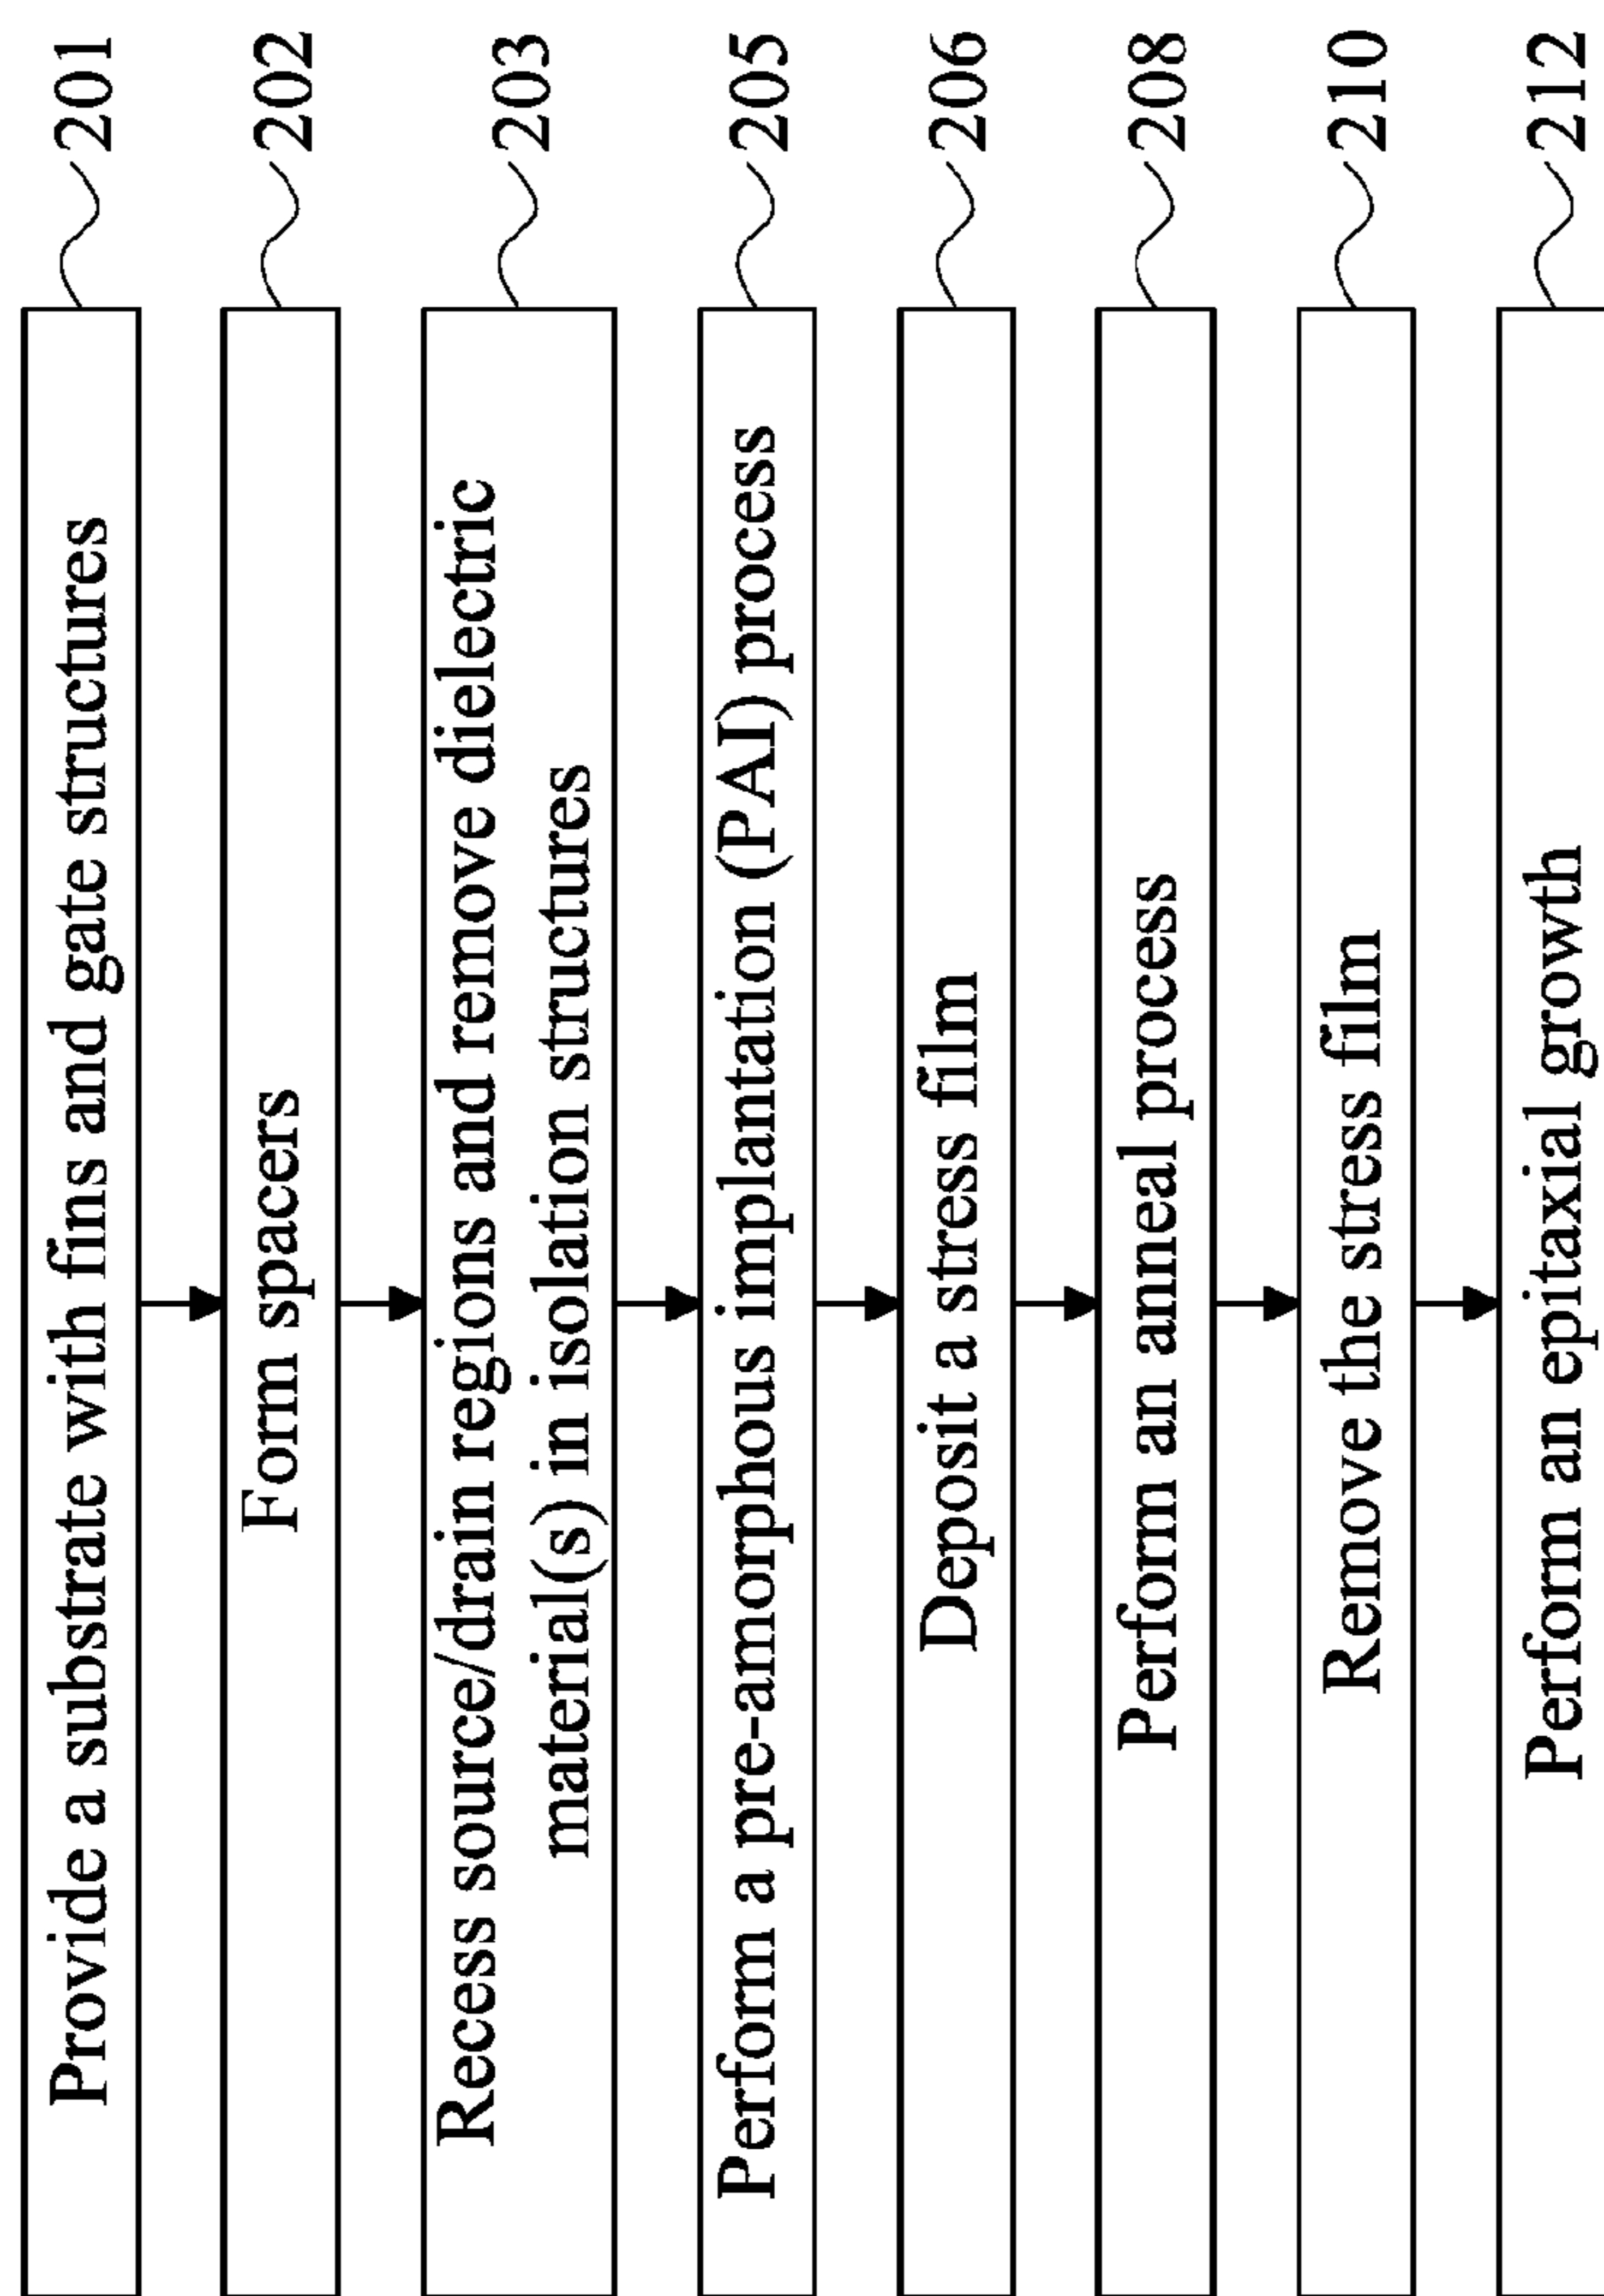 Provide a substrate with fins and gate structures 201
Form spacers 202
Recess source/drain regions and remove dielectric
material(s) in isolation structures 203
Perform a pre-amorphous implantation (PAI) process 205
Deposit a stress film 206
Perform an anneal process 208
Remove the stress film 210
Perform an epitaxial growth 212